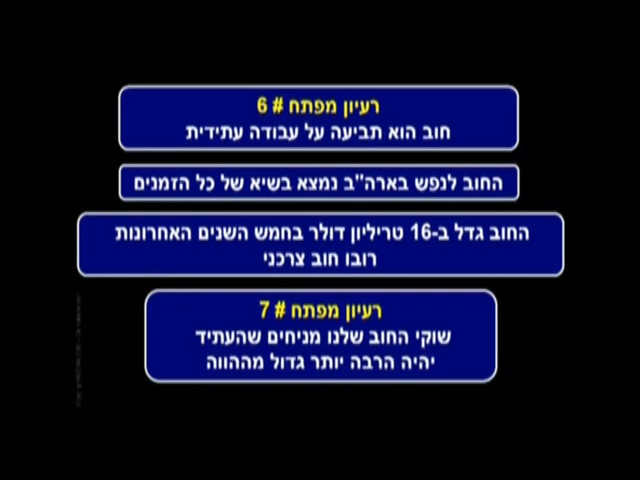 רעיון מפתח # 6
חוב הוא תביעה על עבודה עתידית
החוב לנפש בארה"ב נמצא בשיא של כל הזמנים
החוב גדל ב-16 טריליון דולר בחמש השנים האחרונות
רובו חוב צרכני
רעיון מפתח # 7
שוקי החוב שלנו מניחים שהעתיד
יהיה הרבה יותר גדול מההווה